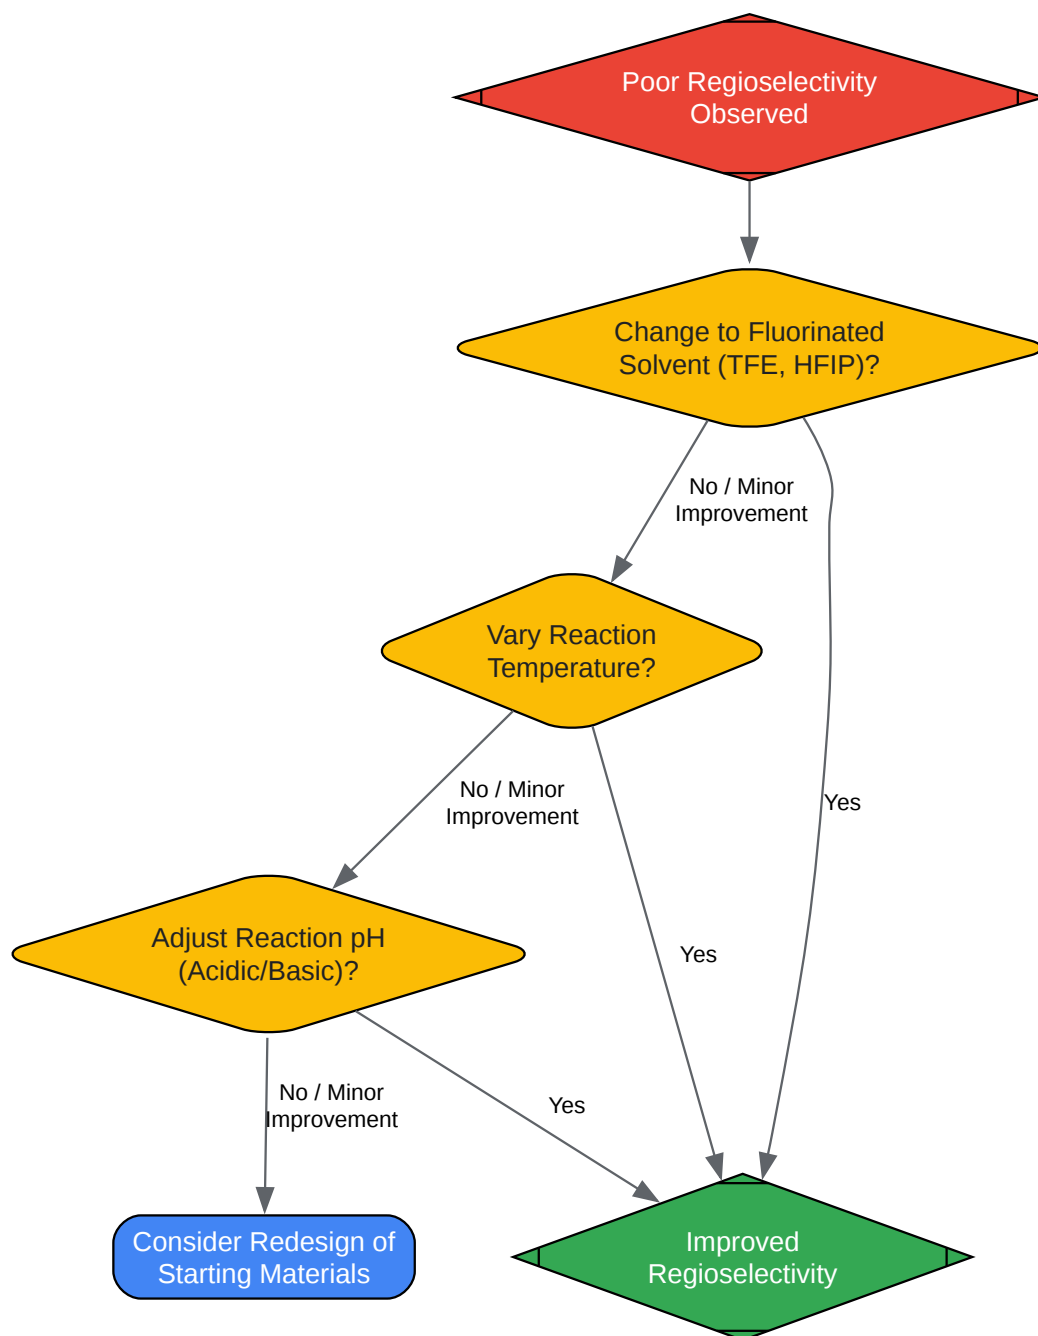 Poor Regioselectivity
Observed
Change to Fluorinated
Solvent (TFE, HFIP)?
No / Minor
Improvement
Vary Reaction
Temperature?
No / Minor
Improvement
Yes
Adjust Reaction pH
(Acidic/Basic)?
Yes
No / Minor
Improvement
Yes
Consider Redesign of
Starting Materials
Improved
Regioselectivity